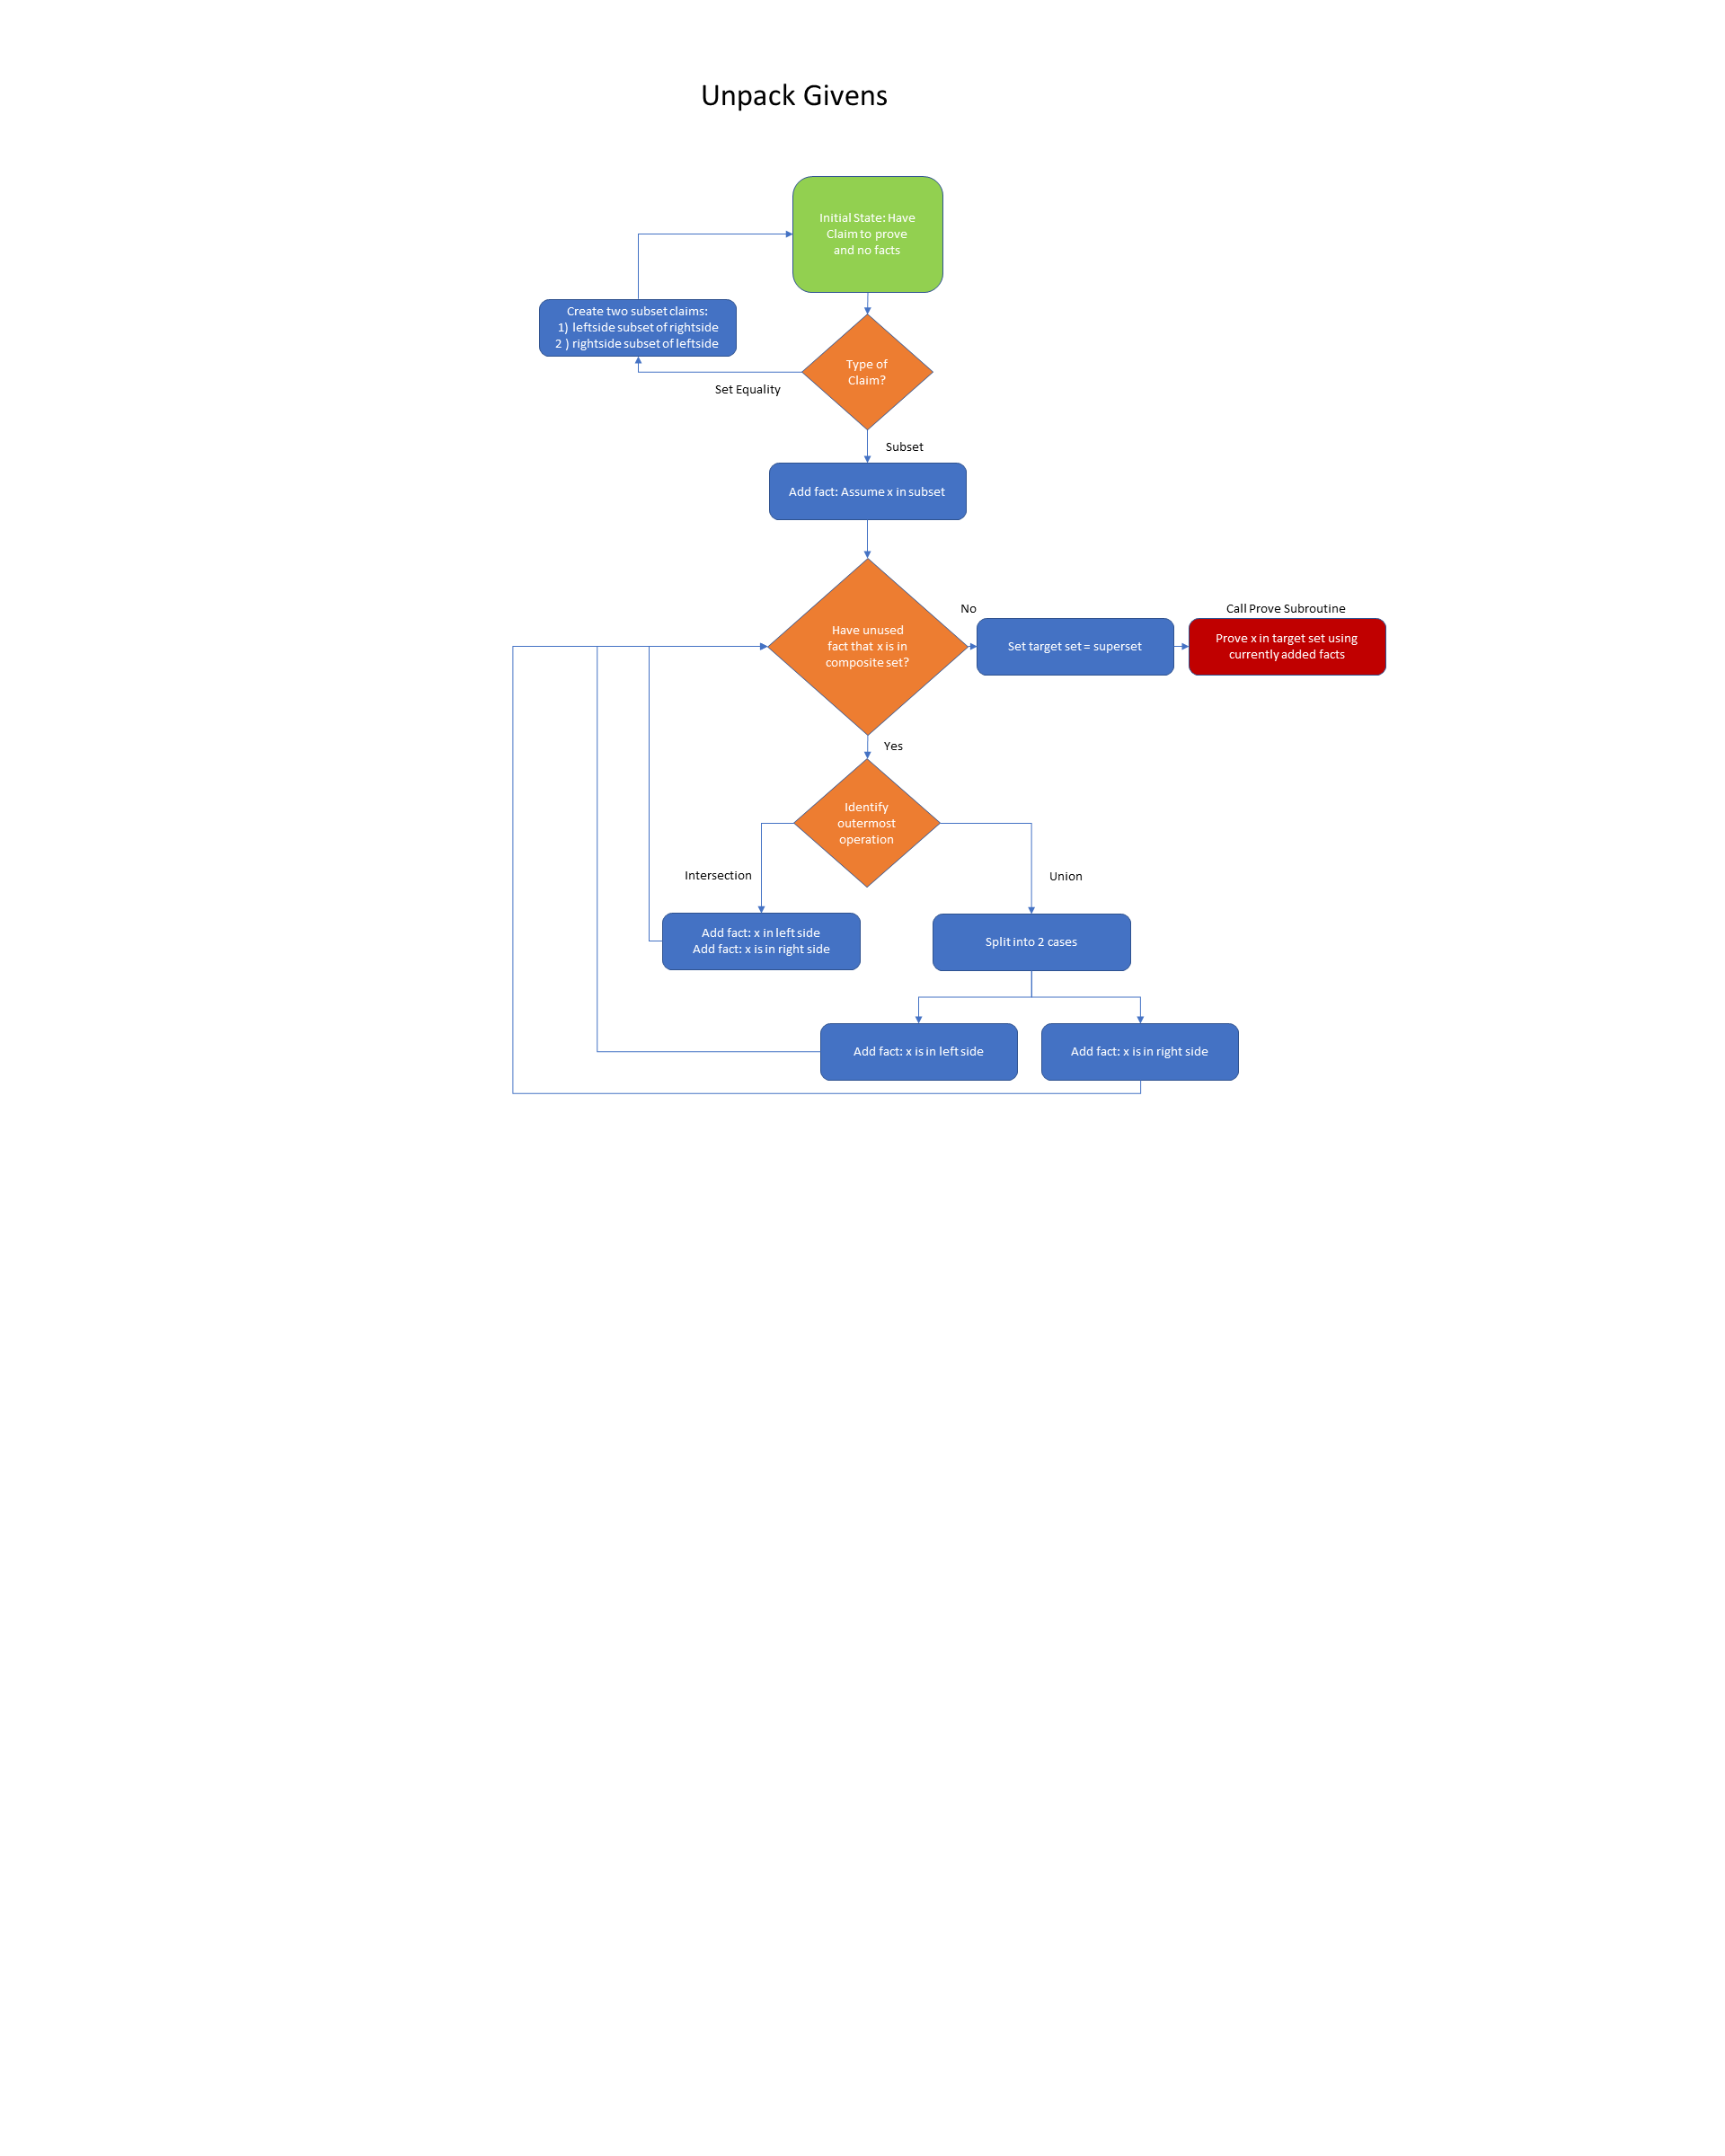 Unpack Givens
Initial State: Have
Claim to prove
and no facts
Create two subset claims:
1) leftside subset of rightside
2 ) rightside subset of leftside
Type of
Claim?
Set Equality
Subset
Add fact: Assume x in subset
Have unused
fact that x is in
composite set?
No
Set target set = superset
Call Prove Subroutine
Prove x in target set using
currently added facts
Yes
Identify
outermost
operation
Intersection
Union
Add fact: x in left side
Add fact: x is in right side
Split into 2 cases
Add fact: x is in left side
Add fact: x is in right side